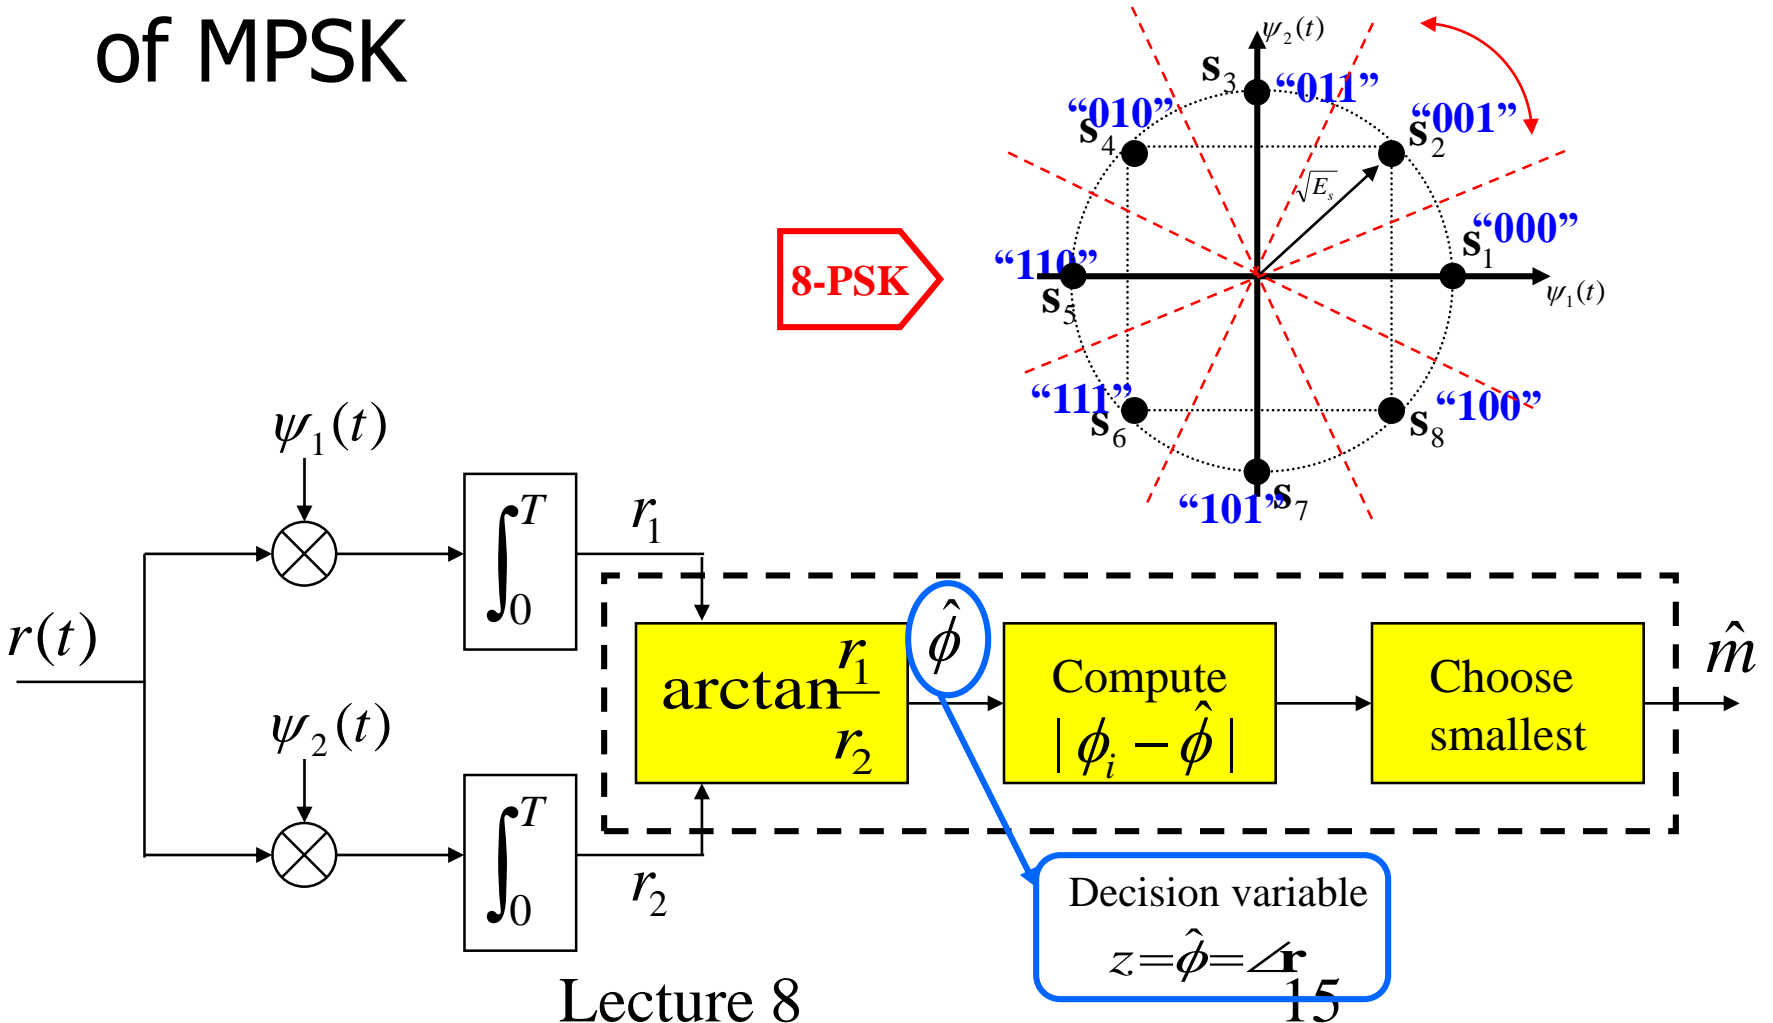 of MPSK
ψ₂(t)
s₃ “011”
“010”
s₄
“001”
s₂
√Eₛ
“000”
s₁
ψ₁(t)
“110”
s₅
8-PSK
“111”
s₆
“100”
s₈
“101” s₇
ψ₁(t)
∫₀ᵀ
r₁
r(t)
arctan r₁/r₂
φ̂
Compute
| φᵢ − φ̂ |
Choose
smallest
m̂
ψ₂(t)
∫₀ᵀ
r₂
Decision variable
z = φ̂ = ∠r
Lecture 8
15